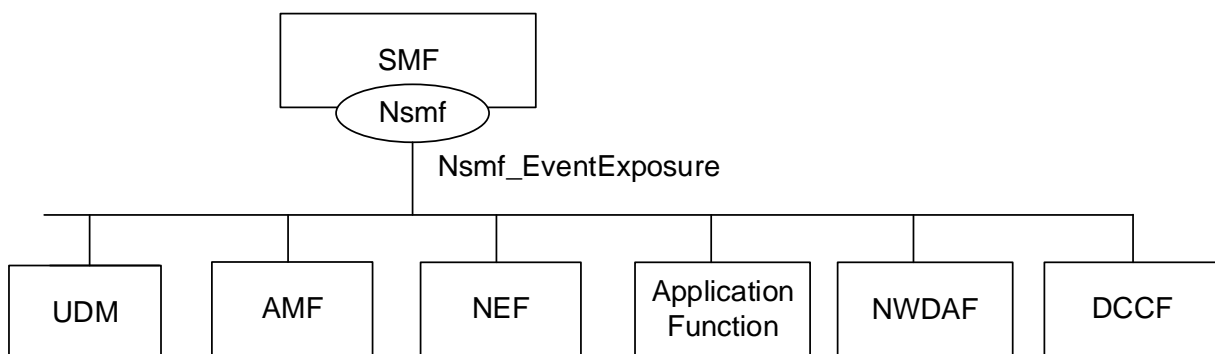 SMF
Nsmf
Nsmf_EventExposure
UDM
AMF
NEF
Application
Function
NWDAF
DCCF